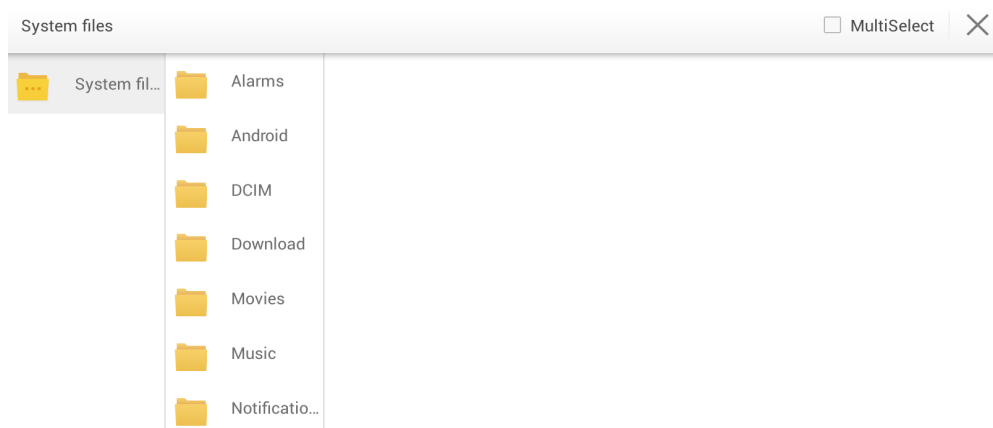 System files
MultiSelect
System fil...
Alarms
Android
DCIM
Download
Movies
Music
Notificatio...